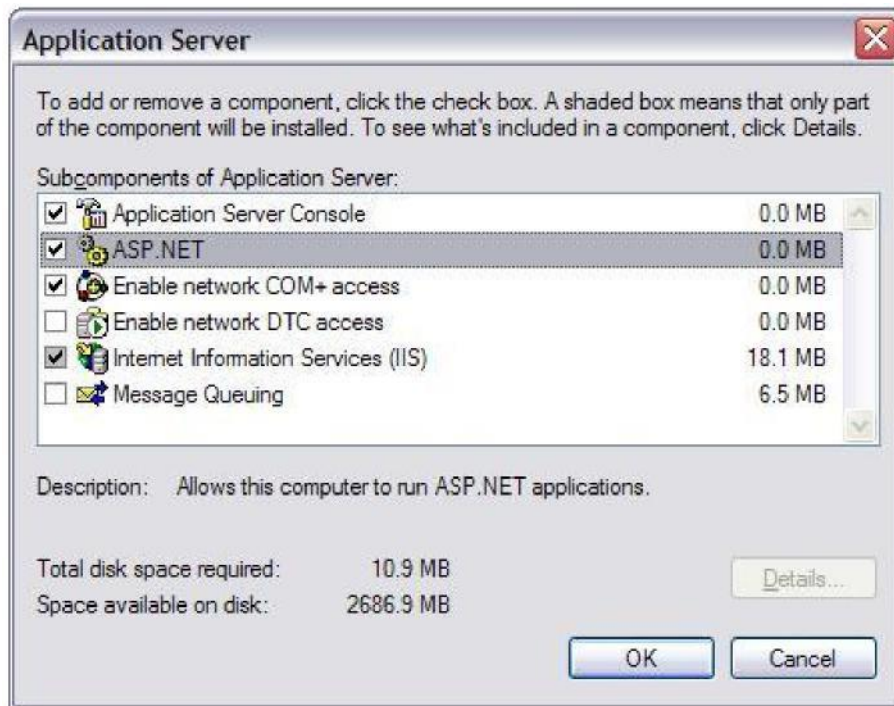 Application Server
To add or remove a component, click the check box. A shaded box means that only part
of the component will be installed. To see what's included in a component, click Details.
Subcomponents of Application Server:
Application Server Console 0.0 MB
ASP.NET 0.0 MB
Enable network COM+ access 0.0 MB
Enable network DTC access 0.0 MB
Internet Information Services (IIS) 18.1 MB
Message Queuing 6.5 MB
Description: Allows this computer to run ASP.NET applications.
Total disk space required: 10.9 MB
Space available on disk: 2686.9 MB
Details...
OK Cancel